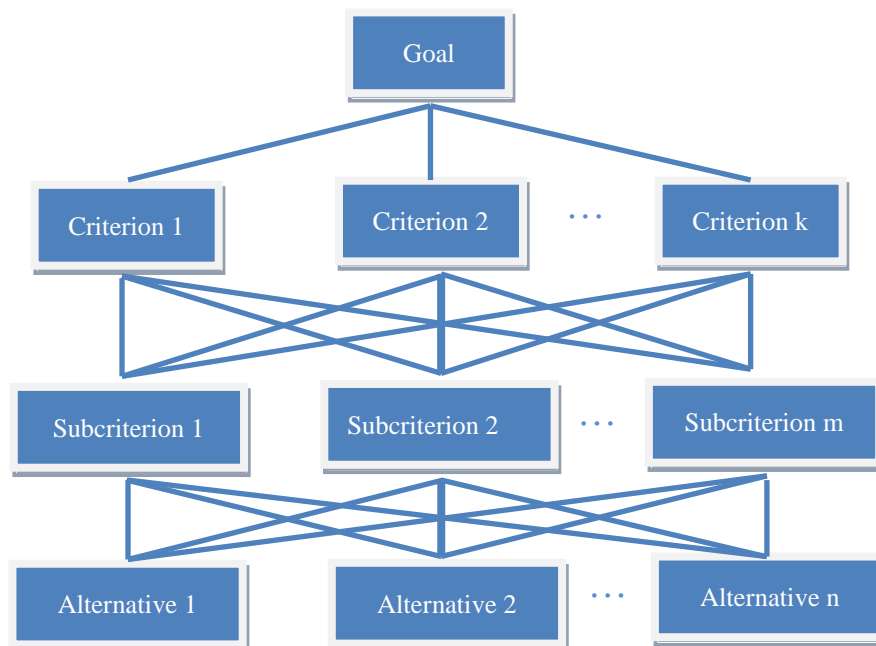 Goal
Criterion 1
Criterion 2
...
Criterion k
Subcriterion 1
Subcriterion 2
...
Subcriterion m
Alternative 1
Alternative 2
...
Alternative n